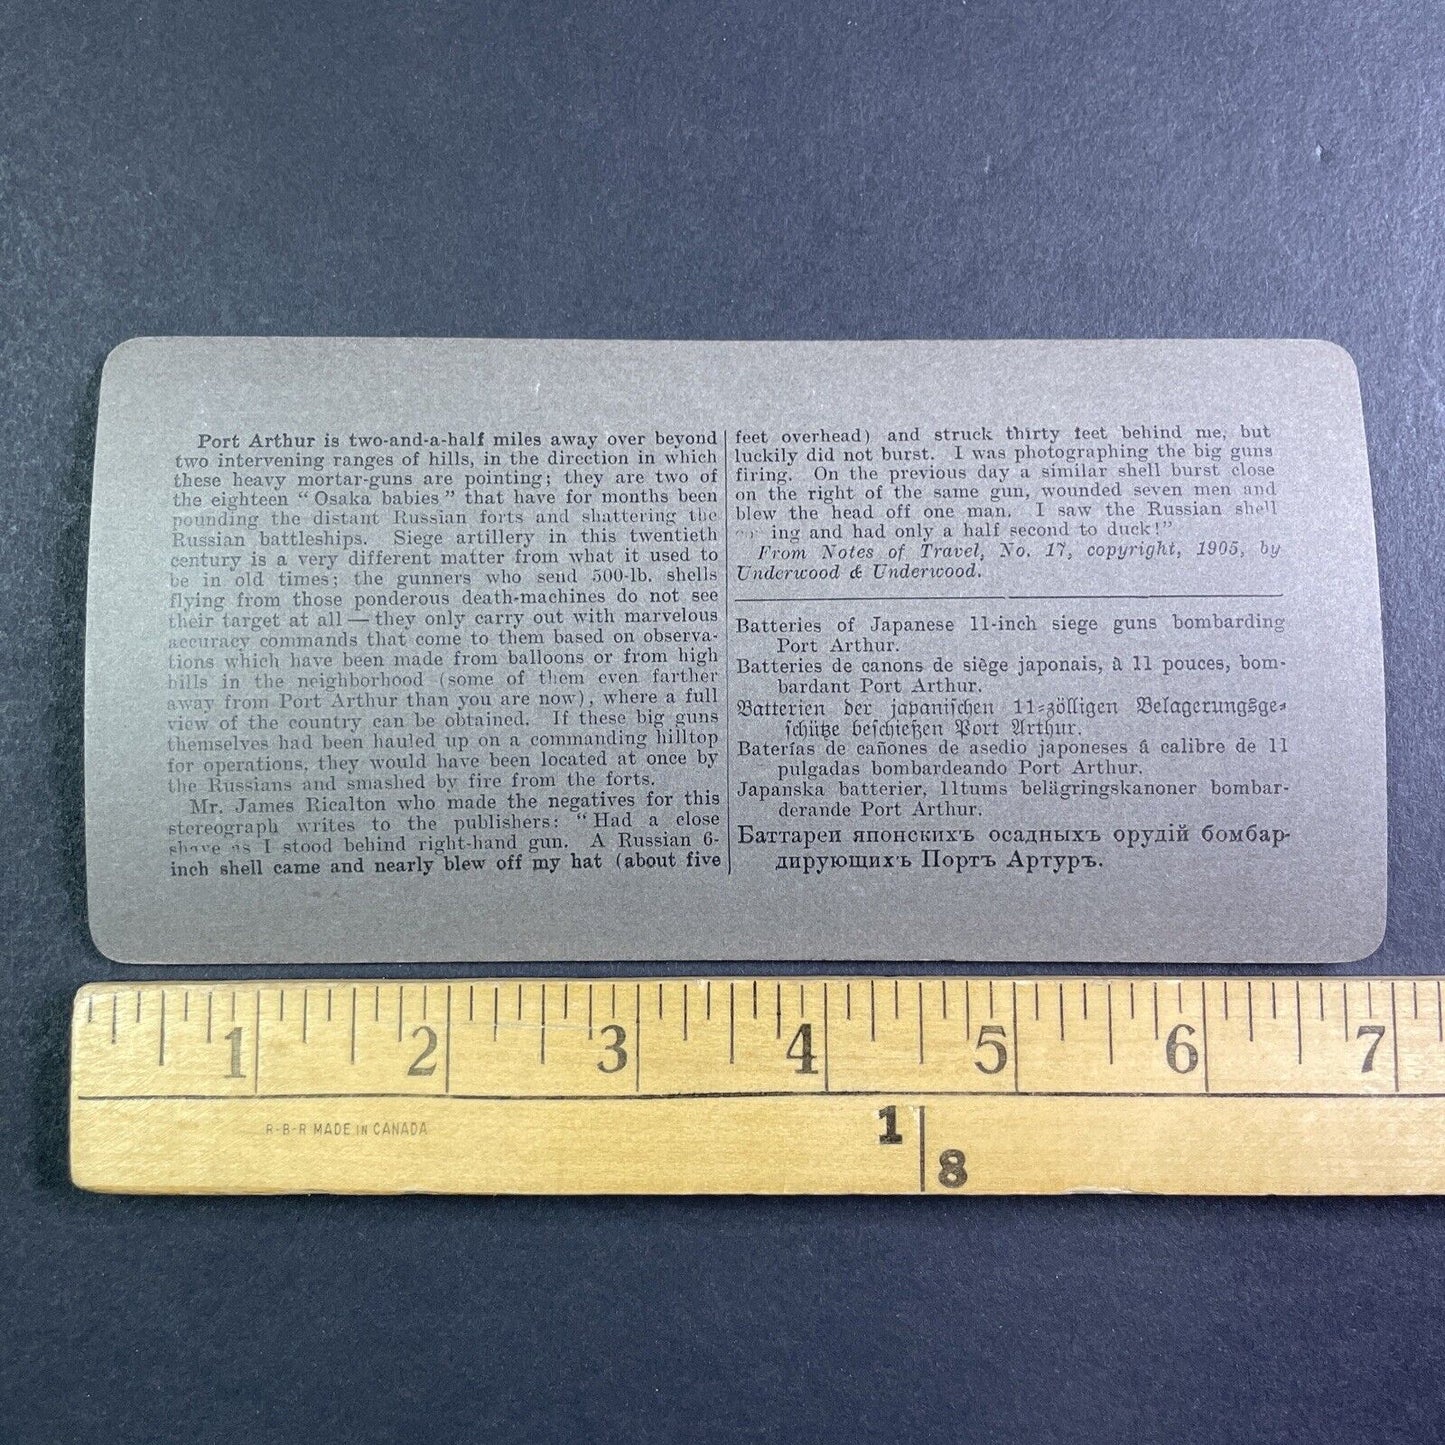 Port Arthur is two-and-a-half miles away over beyond
two intervening ranges of hills, in the direction in which
these heavy mortar-guns are pointing; they are two of
the eighteen "Osaka babies" that have for months been
pounding the distant Russian forts and shattering the
Russian battleships. Siege artillery in this twentieth
century is a very different matter from what it used to
be in old times; the gunners who send 500-lb. shells
flying from those ponderous death-machines do not see
their target at all — they only carry out with marvelous
accuracy commands that come to them based on observa-
tions which have been made from balloons or from high
hills in the neighborhood (some of them even farther
away from Port Arthur than you are now), where a full
view of the country can be obtained. If these big guns
themselves had been hauled up on a commanding hilltop
for operations, they would have been located at once by
the Russians and smashed by fire from the forts.
Mr. James Ricalton who made the negatives for this
stereograph writes to the publishers: "Had a close
shave as I stood behind right-hand gun. A Russian 6-
inch shell came and nearly blew off my hat (about five
feet overhead) and struck thirty feet behind me, but
luckily did not burst. I was photographing the big guns
firing. On the previous day a similar shell burst close
on the right of the same gun, wounded seven men and
blew the head off one man. I saw the Russian shell
ing and had only a half second to duck!"
From Notes of Travel, No. 17, copyright, 1905, by
Underwood & Underwood.
Batteries of Japanese 11-inch siege guns bombarding
Port Arthur.
Batteries de canons de siège japonais, à 11 pouces, bom-
bardant Port Arthur.
Batterien der japanischen 11-zölligen Belagerungsge-
schütze beschießen Port Arthur.
Baterías de cañones de asedio japoneses á calibre de 11
pulgadas bombardeando Port Arthur.
Japanska batterier, 11tums belägringskanoner bombar-
derande Port Arthur.
Баттареи японскихъ осадныхъ орудій бомбар-
дирующихъ Портъ Артуръ.
1 2 3 4 5 6 7
R-B-R MADE IN CANADA
1
8